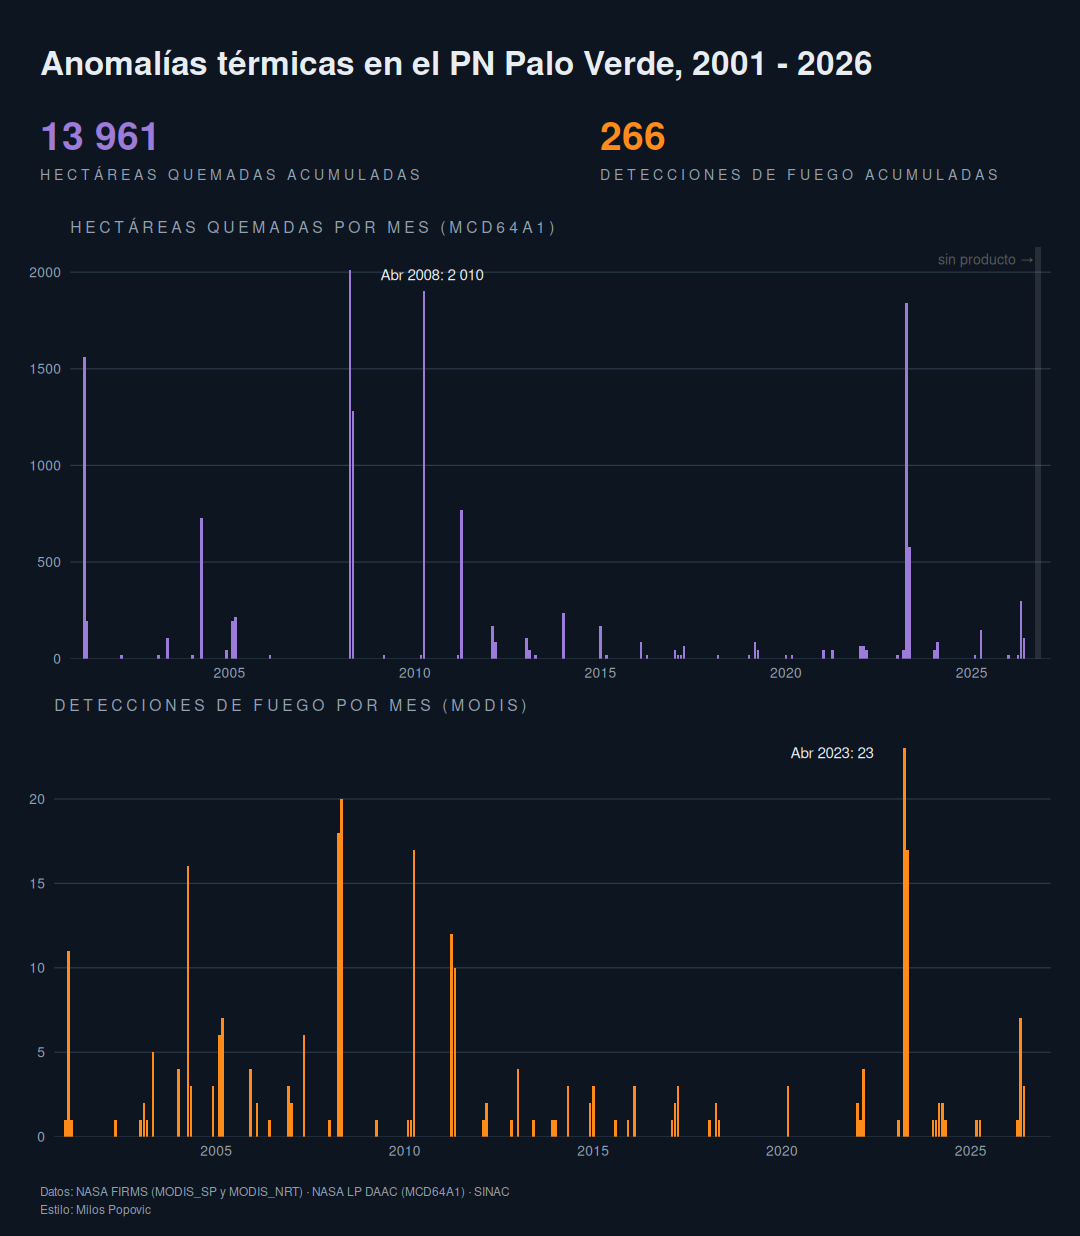 Anomalías térmicas en el PN Palo Verde, 2001 - 2026
13 961
HECTÁREAS QUEMADAS ACUMULADAS
266
DETECCIONES DE FUEGO ACUMULADAS
HECTÁREAS QUEMADAS POR MES (MCD64A1)
sin producto →
Abr 2008: 2 010
2000
1500
1000
500
0
2005 2010 2015 2020 2025
DETECCIONES DE FUEGO POR MES (MODIS)
Abr 2023: 23
20
15
10
5
0
2005 2010 2015 2020 2025
Datos: NASA FIRMS (MODIS_SP y MODIS_NRT) · NASA LP DAAC (MCD64A1) · SINAC
Estilo: Milos Popovic